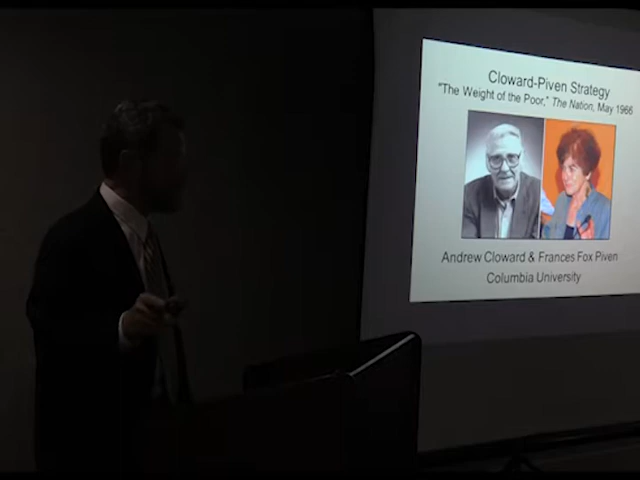 Cloward-Piven Strategy
"The Weight of the Poor," The Nation, May 1966
Andrew Cloward & Frances Fox Piven
Columbia University